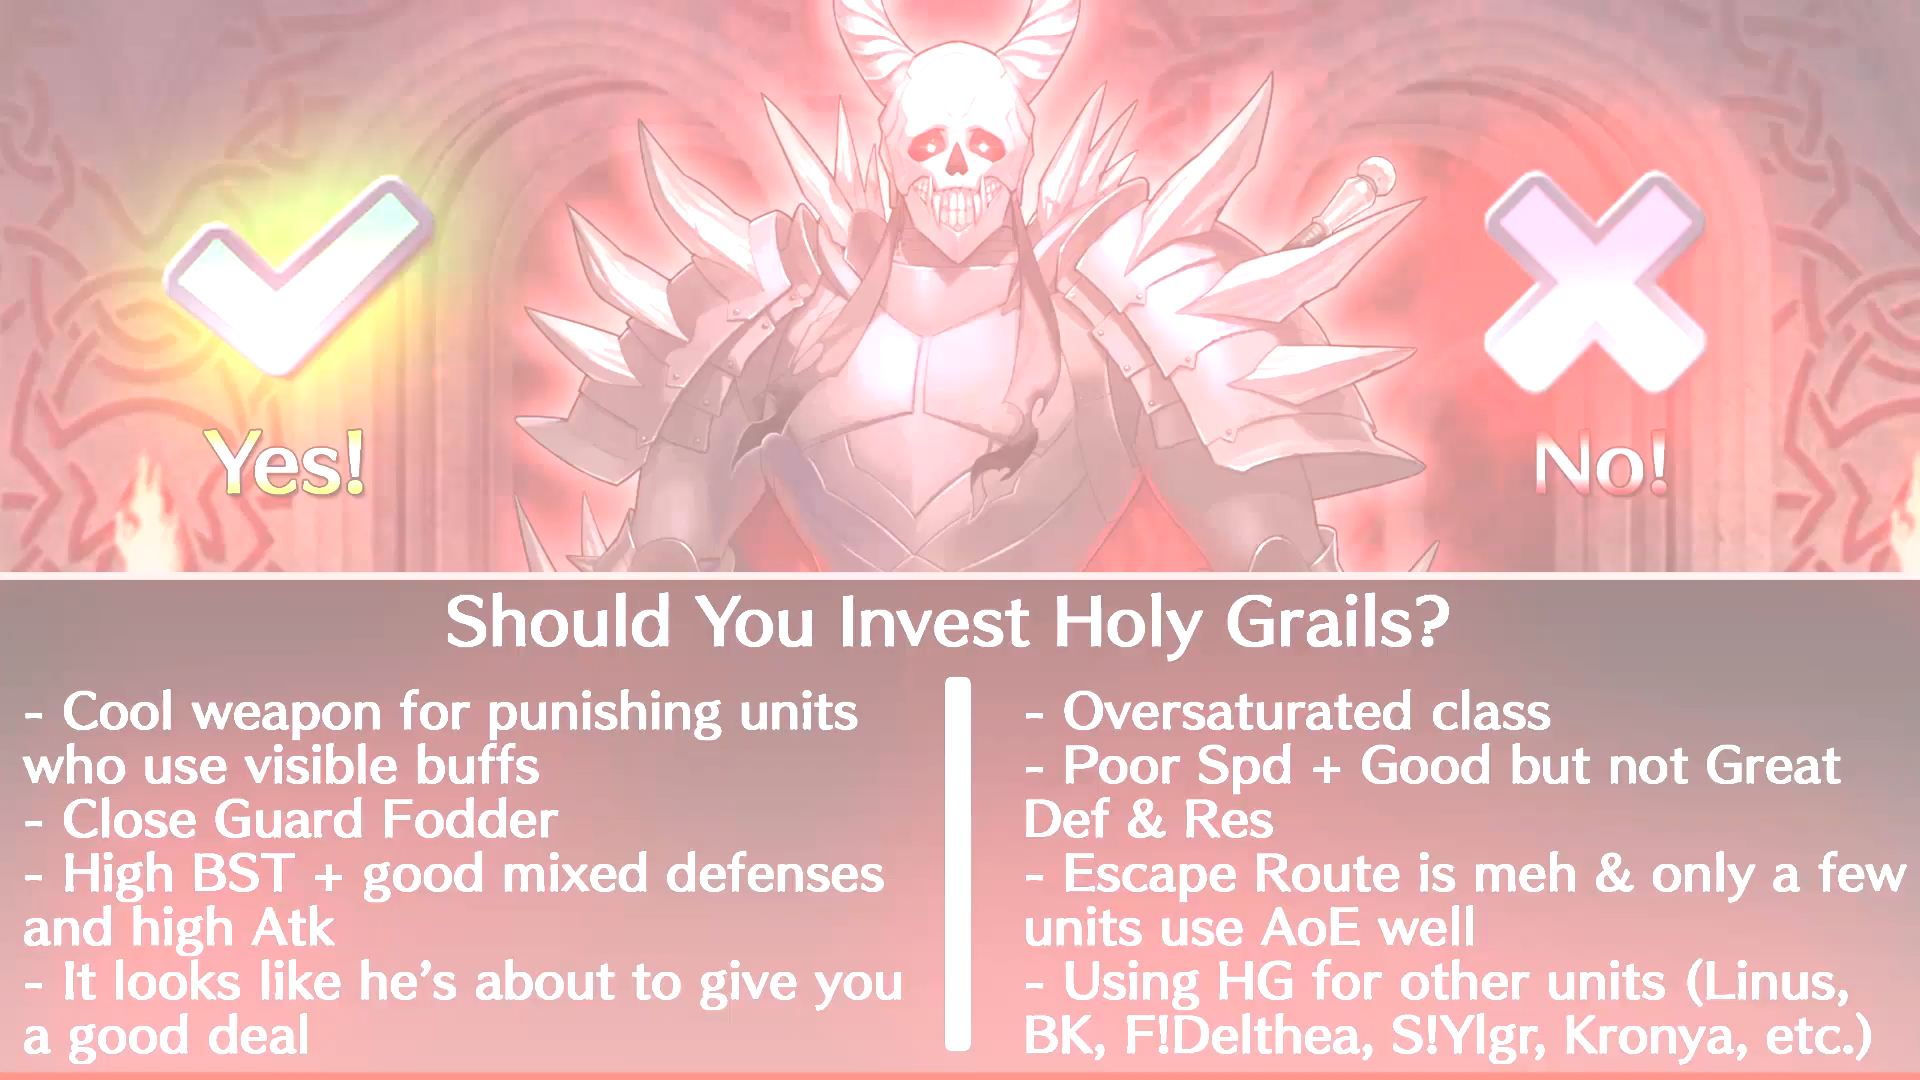 Yes!
No!
Should You Invest Holy Grails?
- Cool weapon for punishing units
who use visible buffs
- Close Guard Fodder
- High BST + good mixed defenses
and high Atk
- It looks like he's about to give you
a good deal
- Oversaturated class
- Poor Spd + Good but not Great
Def & Res
- Escape Route is meh & only a few
units use AoE well
- Using HG for other units (Linus,
BK, F!Delthea, S!Ylgr, Kronya, etc.)